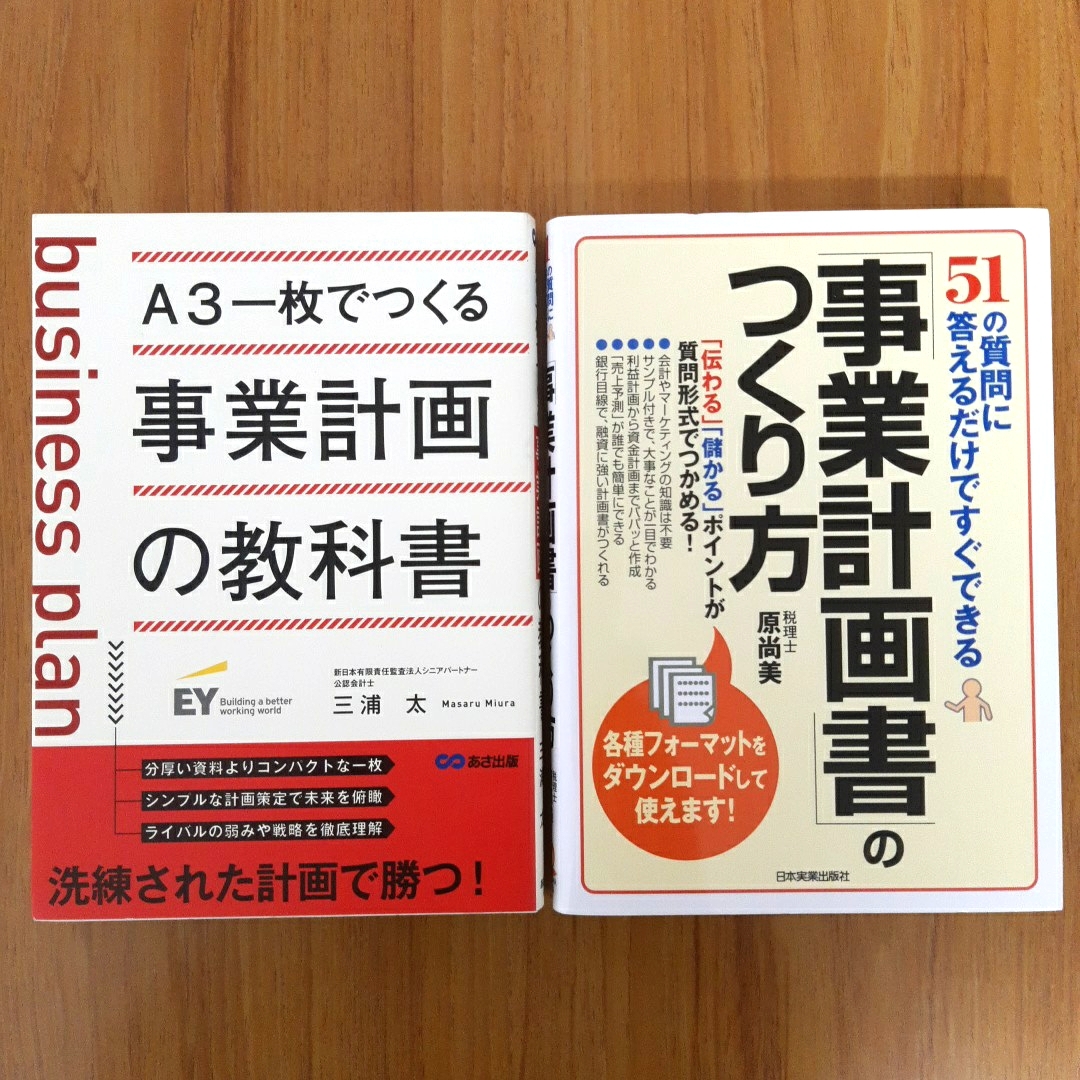 business plan
A3一枚でつくる
事業計画
の教科書
EY
Building a better
working world
新日本有限責任監査法人シニアパートナー
公認会計士
三浦 太 Masaru Miura
あさ出版
分厚い資料よりコンパクトな一枚
シンプルな計画策定で未来を俯瞰
ライバルの弱みや戦略を徹底理解
洗練された計画で勝つ!
の質問に
51の質問に
答えるだけですぐできる
「事業計画書」の
つくり方
税理士
原尚美
「伝わる」「儲かる」ポイントが
質問形式でつかめる!
●会計やマーケティングの知識は不要
●サンプル付きで、大事なことが一目でわかる
●利益計画から資金計画までパパッと作成
●「売上予測」が誰でも簡単にできる
●銀行目線で、融資に強い計画書がつくれる
各種フォーマットを
ダウンロードして
使えます!
日本実業出版社